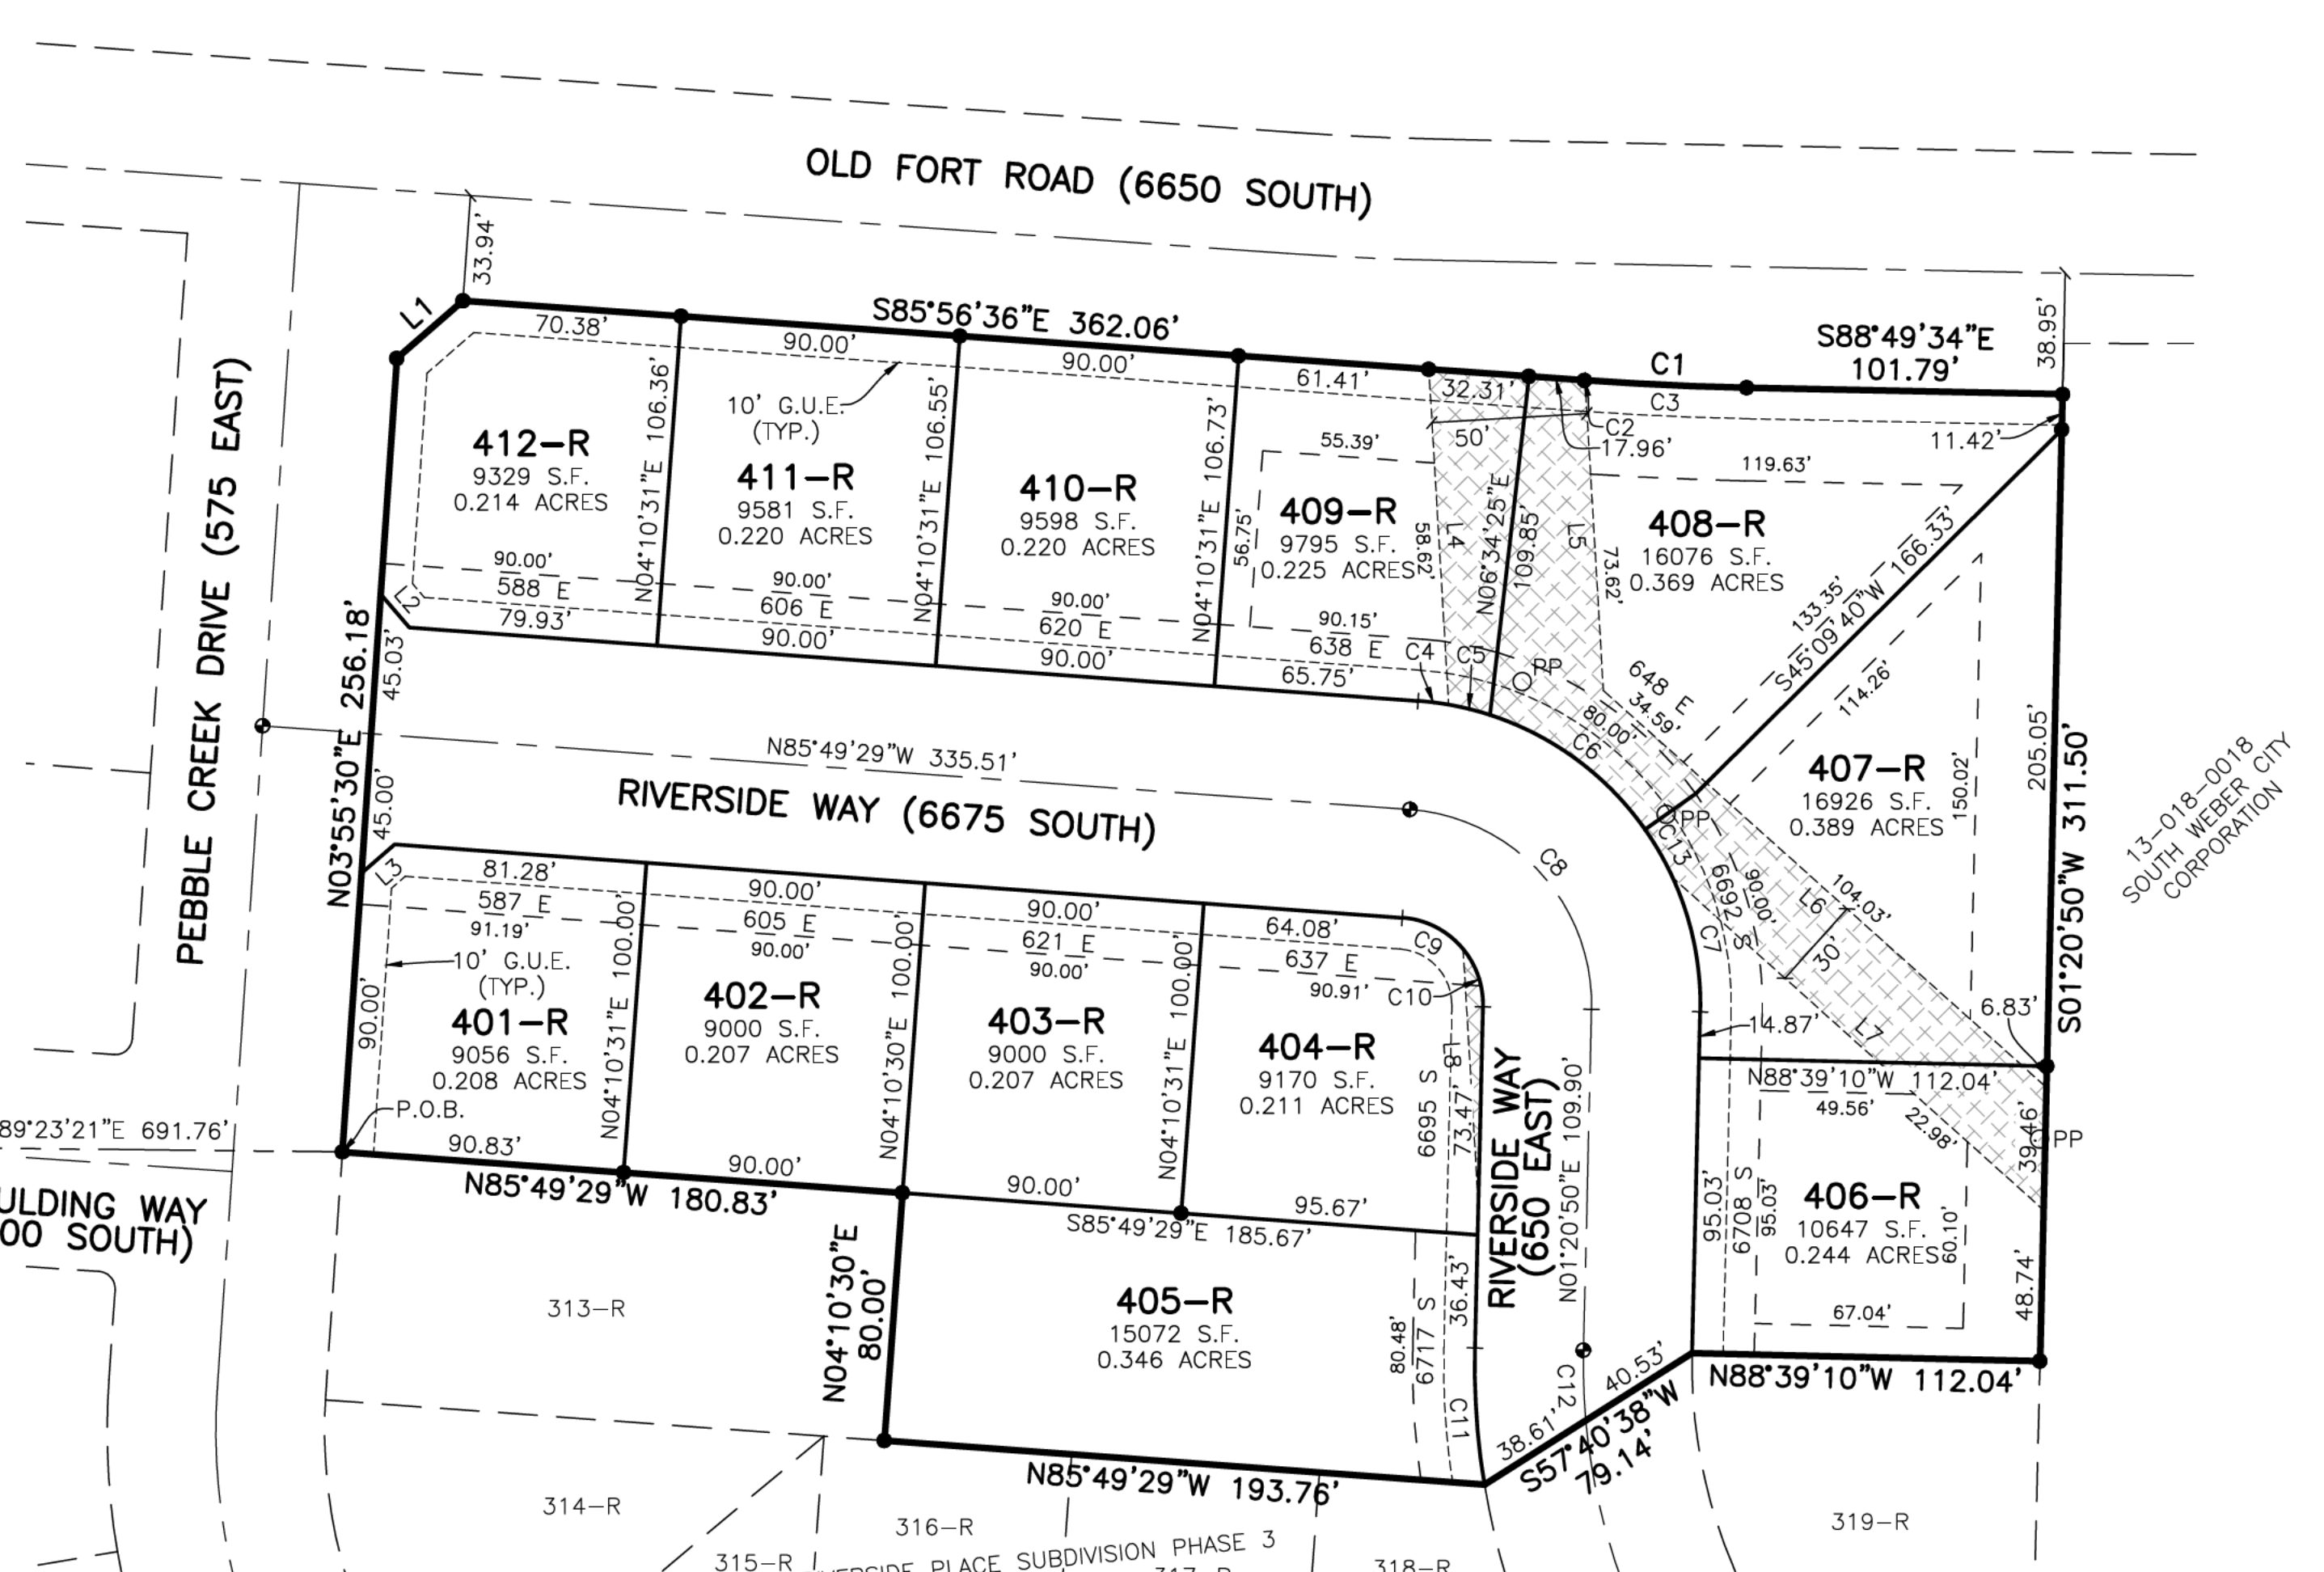 OLD FORT ROAD (6650 SOUTH)
33.94'
38.95'
L1
S85°56'36"E 362.06'
C1
S88°49'34"E
101.79'
70.38'
90.00'
90.00'
61.41'
32.31'
C3
C2
17.96'
11.42'
50'
10' G.U.E.
(TYP.)
55.39'
119.63'
412-R
9329 S.F.
0.214 ACRES
N04°10'31"E 106.36'
411-R
9581 S.F.
0.220 ACRES
N04°10'31"E 106.55'
410-R
9598 S.F.
0.220 ACRES
N04°10'31"E 106.73'
56.75'
409-R
9795 S.F.
0.225 ACRES
58.62'
L4
N06°34'25"E
109.85'
L5
73.62'
408-R
16076 S.F.
0.369 ACRES
133.35'
S45°09'40"W 166.33'
114.26'
90.00'
588 E
79.93'
L2
90.00'
606 E
90.00'
90.00'
620 E
90.00'
90.15'
638 E
65.75'
C4
C5
PP
648 E
34.59'
80.00'
C6
PEBBLE CREEK DRIVE (575 EAST)
N03°55'30"E 256.18'
45.03'
45.00'
N85°49'29"W 335.51'
RIVERSIDE WAY (6675 SOUTH)
C8
407-R
16926 S.F.
0.389 ACRES
150.02'
205.05'
S01°20'50"W 311.50'
13-018-0018
SOUTH WEBER CITY
CORPORATION
PP
C13
6692 S
90.00'
L6
104.03'
C7
30'
L7
14.87'
6.83'
L3
81.28'
587 E
91.19'
90.00'
605 E
90.00'
90.00'
621 E
90.00'
64.08'
637 E
90.91'
C9
C10
10' G.U.E.
(TYP.)
90.00'
401-R
9056 S.F.
0.208 ACRES
N04°10'31"E 100.00'
402-R
9000 S.F.
0.207 ACRES
N04°10'30"E 100.00'
403-R
9000 S.F.
0.207 ACRES
N04°10'31"E 100.00'
404-R
9170 S.F.
0.211 ACRES
6695 S
L8
73.47'
RIVERSIDE WAY
(650 EAST)
N01°20'50"E 109.90'
N88°39'10"W 112.04'
49.56'
22.98'
39.46'
PP
P.O.B.
89°23'21"E 691.76'
90.83'
90.00'
90.00'
95.67'
N85°49'29"W 180.83'
S85°49'29"E 185.67'
ULDING WAY
00 SOUTH)
N04°10'30"E
80.00'
405-R
15072 S.F.
0.346 ACRES
80.48'
6717 S
36.43'
C11
C12
95.03'
6708 S
95.03'
406-R
10647 S.F.
0.244 ACRES
60.10'
48.74'
67.04'
38.61'
40.53'
S57°40'38"W
79.14'
N88°39'10"W 112.04'
N85°49'29"W 193.76'
313-R
314-R
315-R
316-R
318-R
319-R
PLACE SUBDIVISION PHASE 3